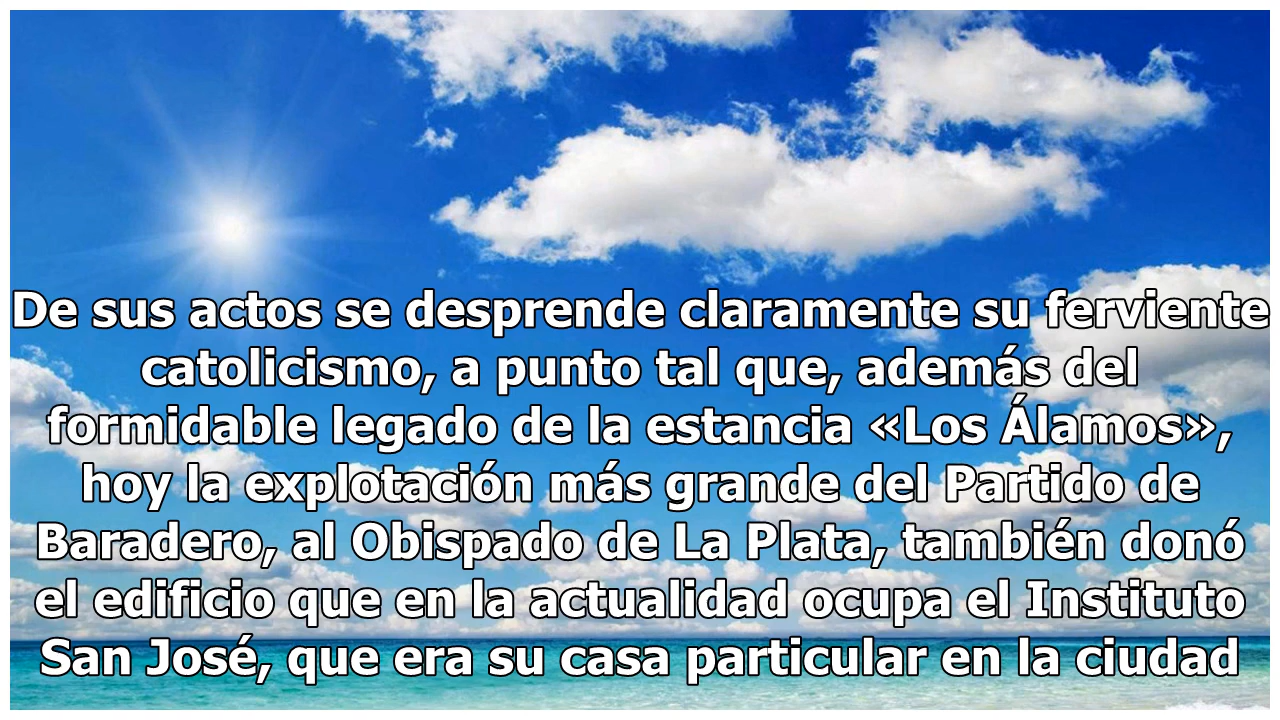 De sus actos se desprende claramente su ferviente
catolicismo, a punto tal que, además del
formidable legado de la estancia «Los Álamos»,
hoy la explotación más grande del Partido de
Baradero, al Obispado de La Plata, también donó
el edificio que en la actualidad ocupa el Instituto
San José, que era su casa particular en la ciudad